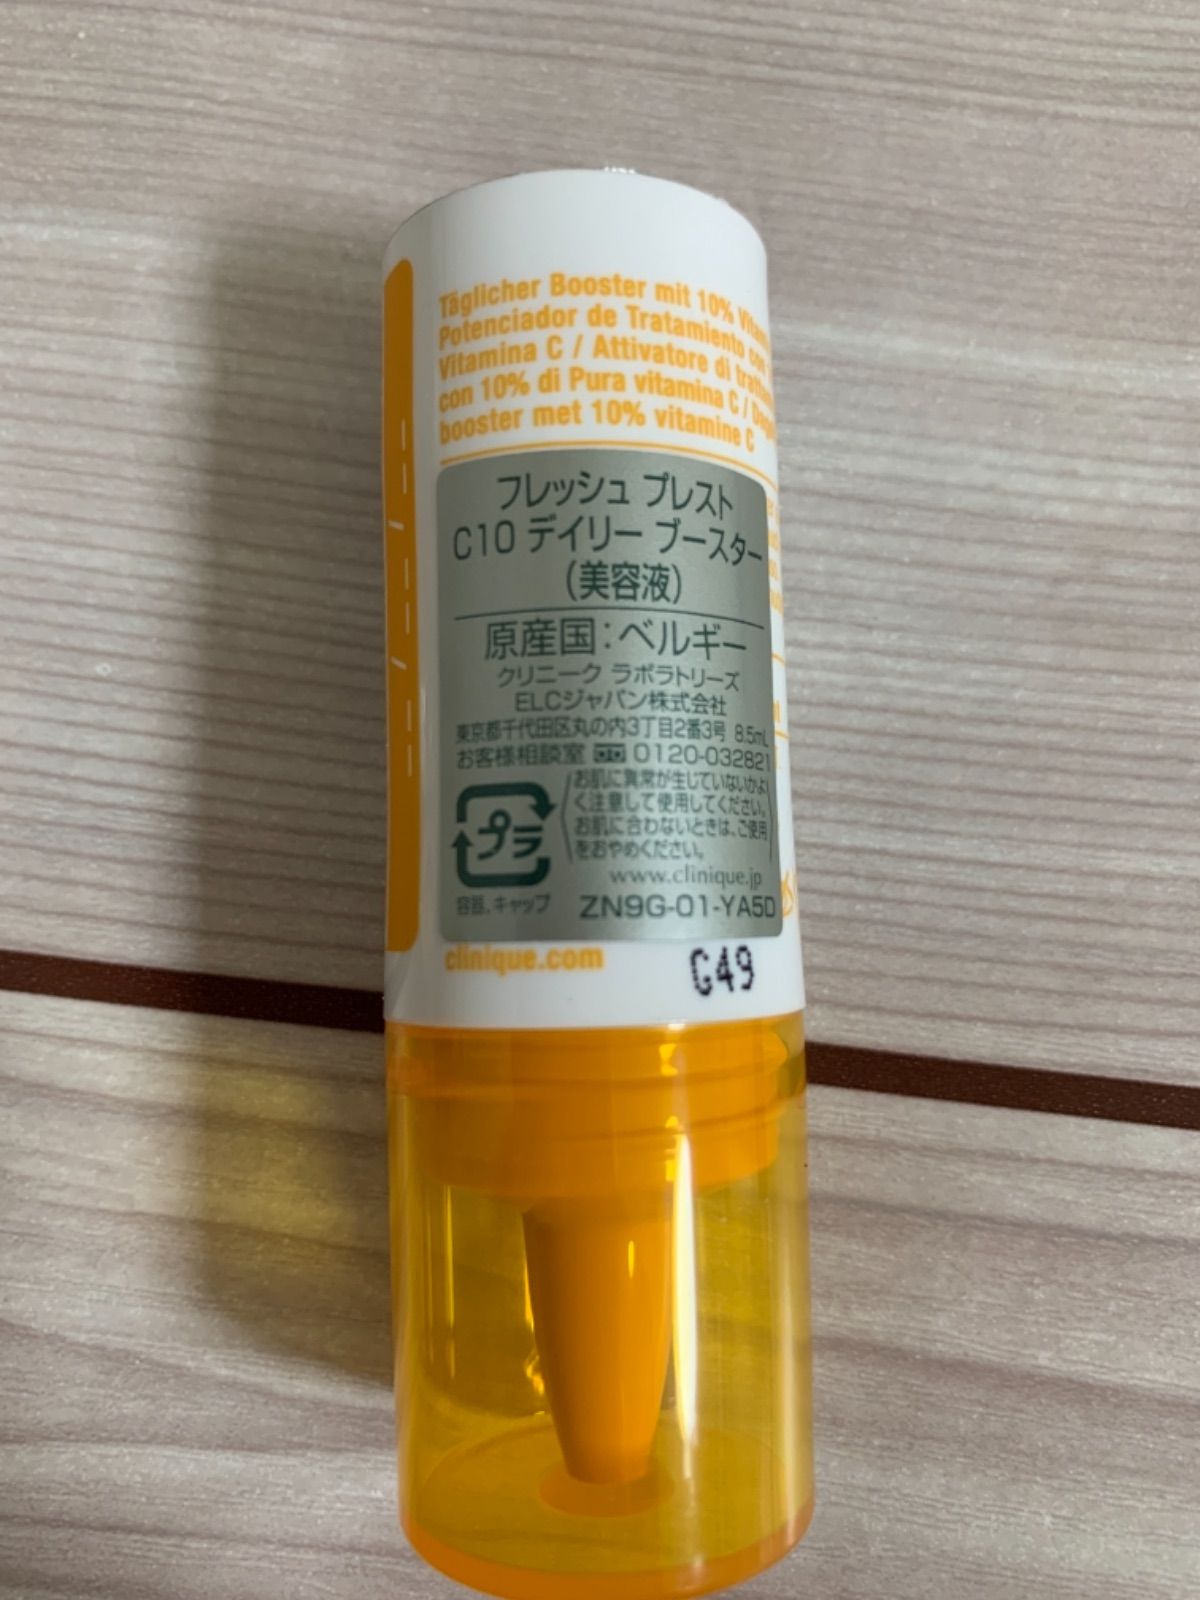 Täglicher Booster mit 10%
Potenciador de Tratamiento con
Vitamina C / Attivatore di
con 10% di Pura vitamina C /
booster met 10% vitamine C
フレッシュ プレスト
C10 デイリー ブースター
(美容液)
原産国:ベルギー
クリニーク ラボラトリーズ
ELCジャパン株式会社
東京都千代田区丸の内3丁目2番3号 8.5mL
お客様相談室 0120-032821
お肌に異常が生じていないかよ
く注意して使用してください。
お肌に合わないときは、ご使用
をおやめください。
プラ
www.clinique.jp
容器、キャップ ZN9G-01-YA5D
clinique.com
G49